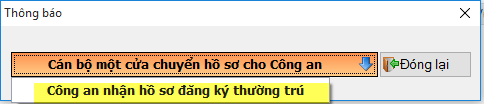 Thông báo
Cán bộ một cửa chuyển hồ sơ cho Công an Đóng lại
Công an nhận hồ sơ đăng ký thường trú